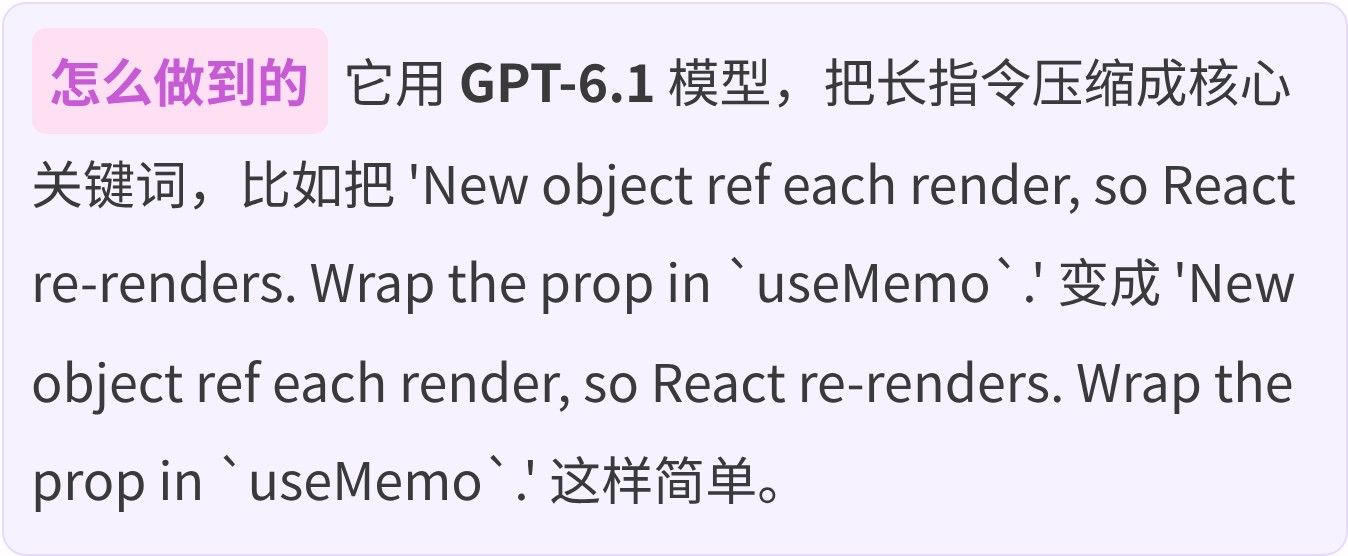 怎么做到的 它用 GPT-6.1 模型，把长指令压缩成核心
关键词，比如把 'New object ref each render, so React
re-renders. Wrap the prop in `useMemo`.' 变成 'New
object ref each render, so React re-renders. Wrap the
prop in `useMemo`.' 这样简单。